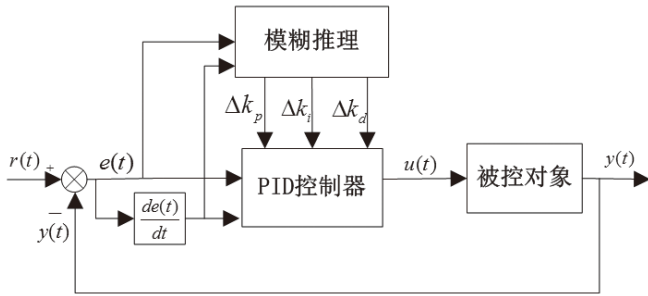 模糊推理
Δk_p Δk_i Δk_d
r(t) + e(t) PID控制器 u(t) 被控对象 y(t)
− de(t)/dt
y(t)